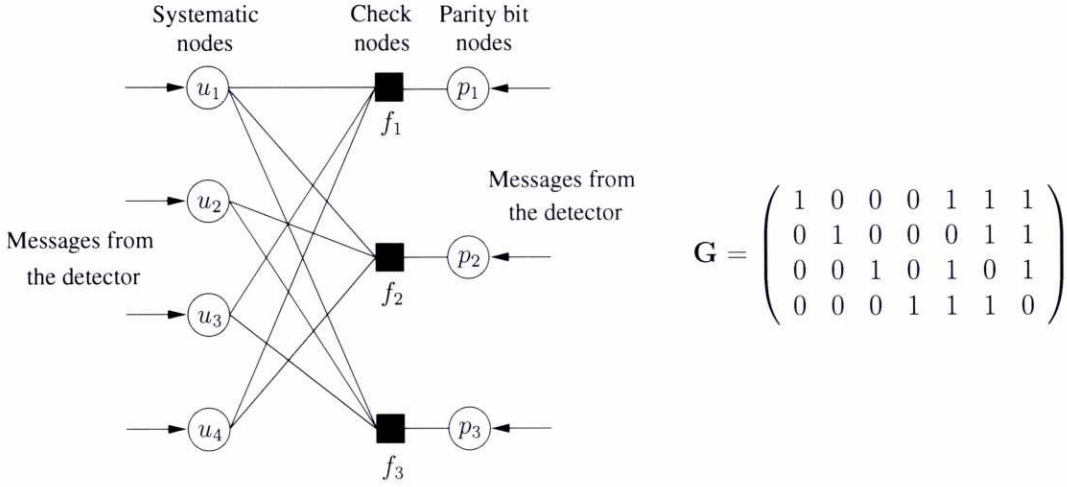 Systematic
nodes
Check
nodes
Parity bit
nodes
u₁
f₁
p₁
u₂
Messages from
the detector
Messages from
the detector
f₂
p₂
u₃
u₄
f₃
p₃
G =
1 0 0 0 1 1 1
0 1 0 0 0 1 1
0 0 1 0 1 0 1
0 0 0 1 1 1 0